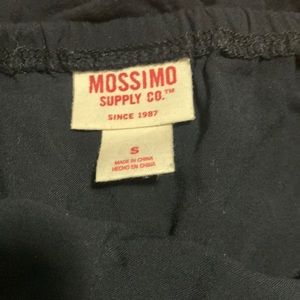 MOSSIMO
SUPPLY CO.™
SINCE 1987
S
MADE IN CHINA
HECHO EN CHINA